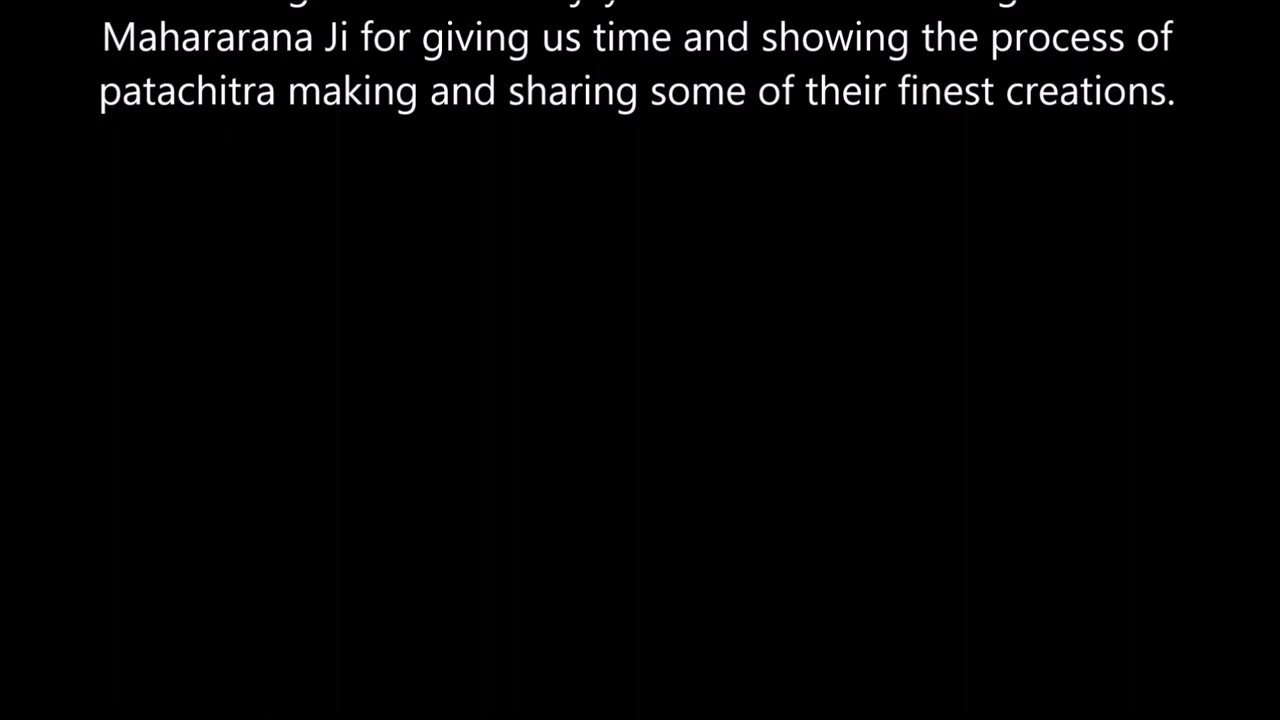 Mahararana Ji for giving us time and showing the process of
patachitra making and sharing some of their finest creations.